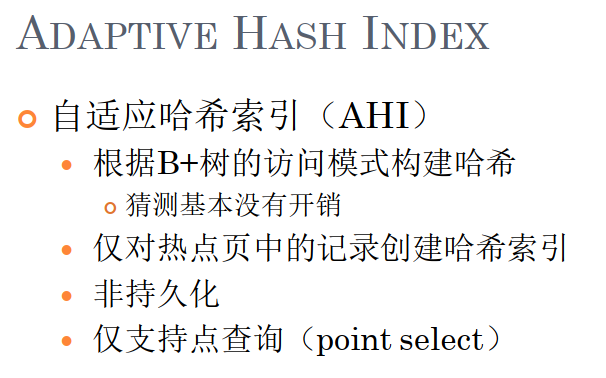 ADAPTIVE HASH INDEX
自适应哈希索引（AHI）
根据B+树的访问模式构建哈希
猜测基本没有开销
仅对热点页中的记录创建哈希索引
非持久化
仅支持点查询（point select）